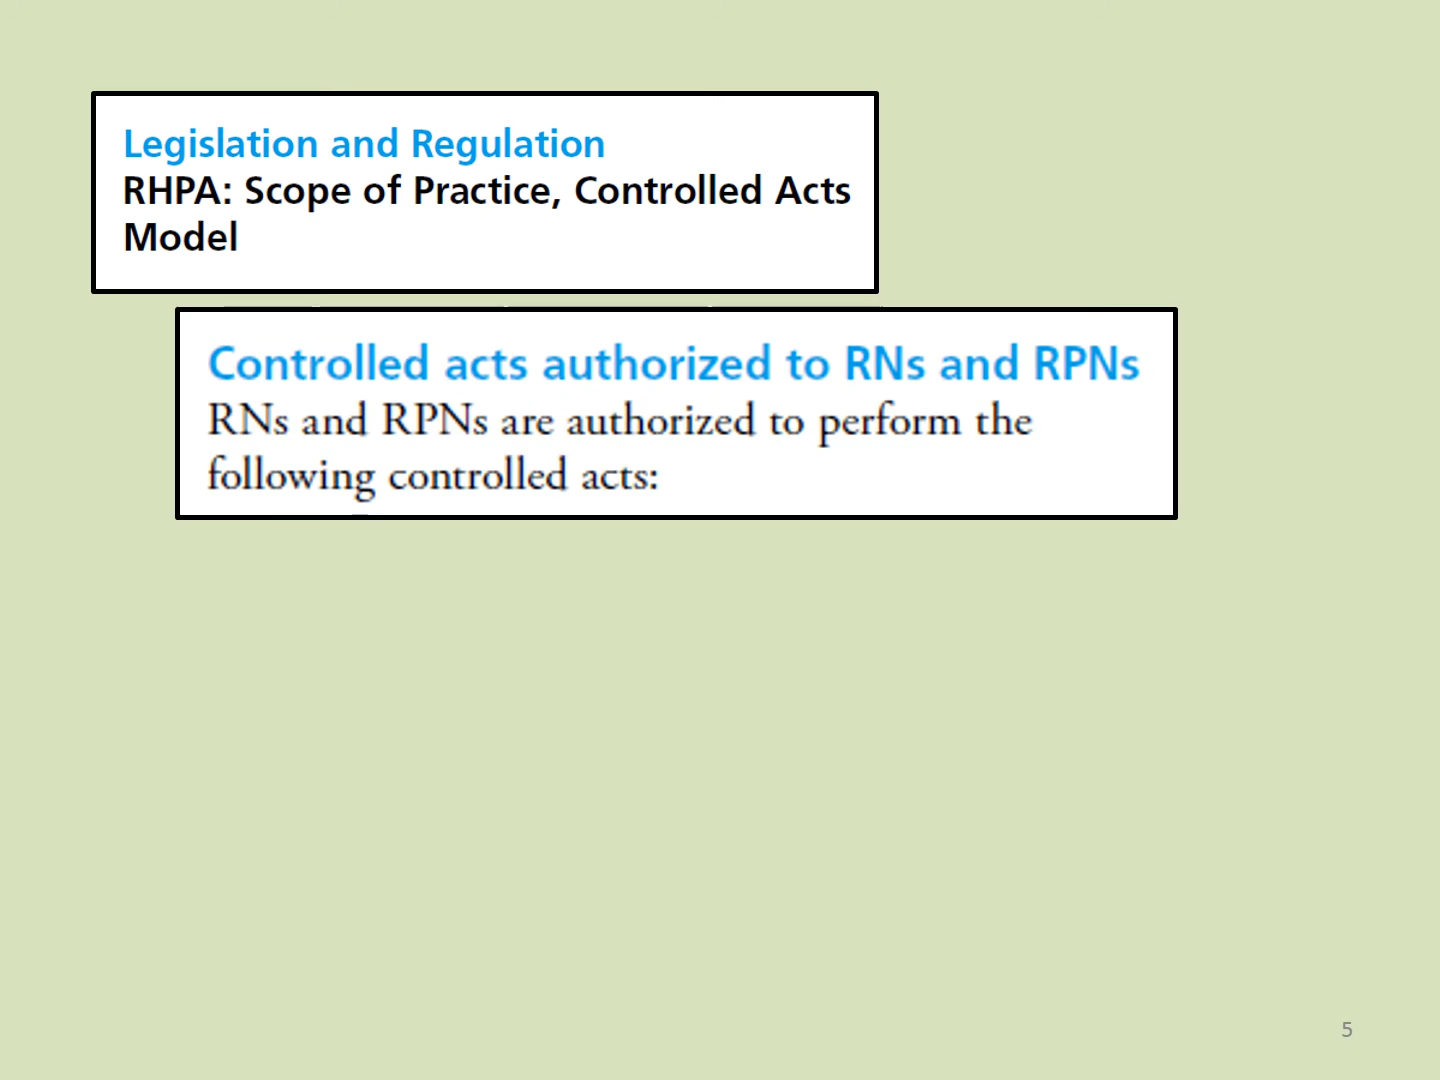 Legislation and Regulation
RHPA: Scope of Practice, Controlled Acts
Model
Controlled acts authorized to RNs and RPNs
RNs and RPNs are authorized to perform the
following controlled acts:
5